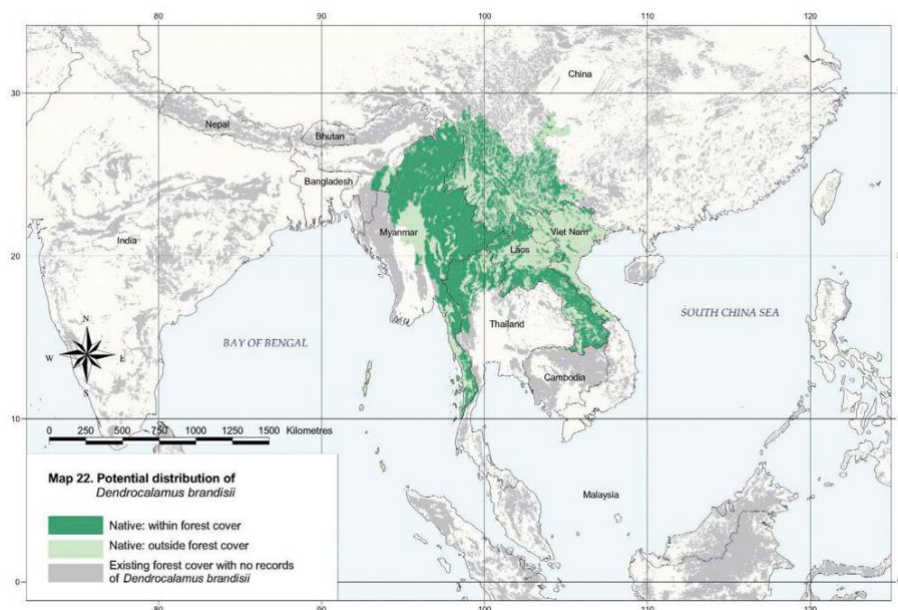 80
90
100
110
120
China
30
Nepal
Bhutan
Bangladesh
Myanmar
Viet Nam
India
Laos
20
N
W
E
S
BAY OF BENGAL
Thailand
SOUTH CHINA SEA
Cambodia
10
0 250 500 750 1000 1250 1500 Kilometres
Map 22. Potential distribution of
Dendrocalamus brandisii
Malaysia
Native: within forest cover
Native: outside forest cover
Existing forest cover with no records
of Dendrocalamus brandisii
0
80
90
100
110
120